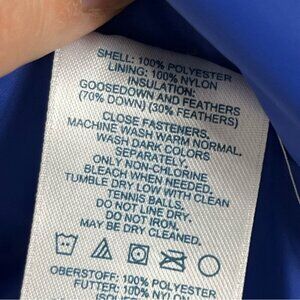 SHELL: 100% POLYESTER
LINING: 100% NYLON
INSULATION:
GOOSEDOWN AND FEATHERS
(70% DOWN) (30% FEATHERS)
CLOSE FASTENERS.
MACHINE WASH WARM NORMAL.
WASH DARK COLORS
SEPARATELY.
ONLY NON-CHLORINE
BLEACH WHEN NEEDED.
TUMBLE DRY LOW WITH CLEAN
TENNIS BALLS.
DO NOT LINE DRY.
DO NOT IRON.
MAY BE DRY CLEANED.
OBERSTOFF: 100% POLYESTER
FUTTER: 100% NYLON